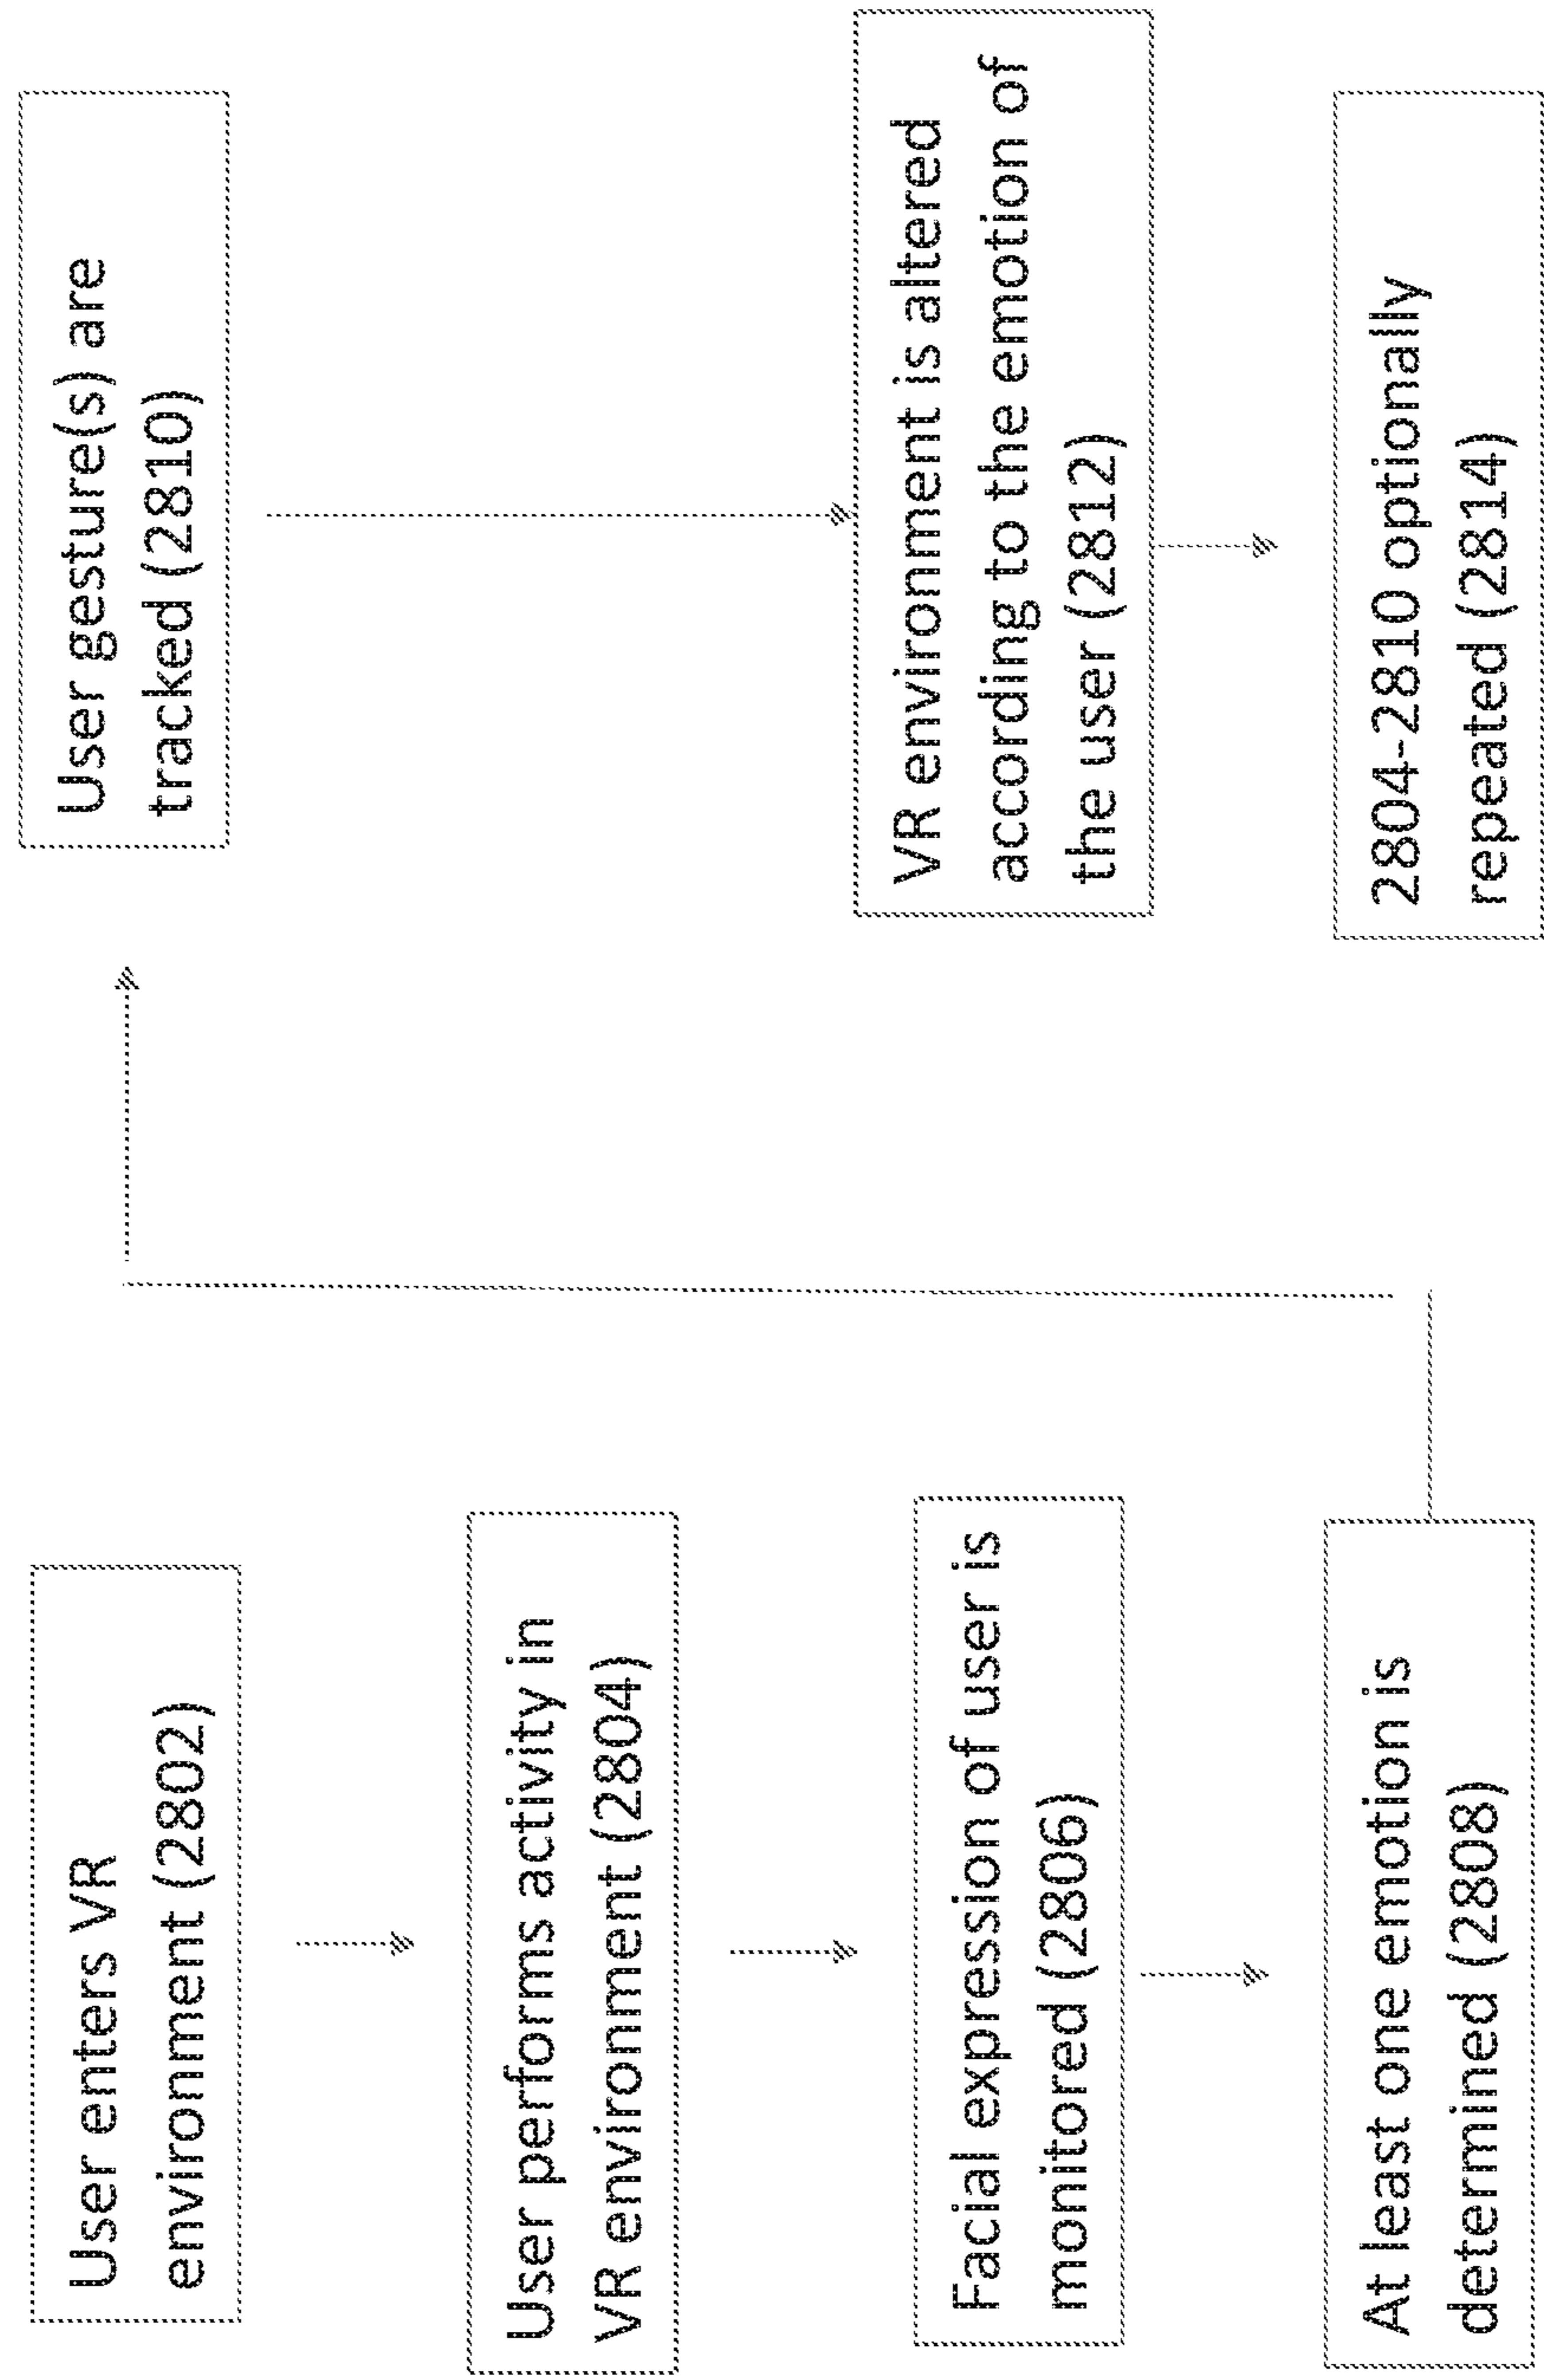 User enters VR
environment (2802)
User performs activity in
VR environment (2804)
Facial expression of user is
monitored (2806)
At least one emotion is
determined (2808)
User gesture(s) are
tracked (2810)
VR environment is altered
according to the emotion of
the user (2812)
2804-2810 optionally
repeated (2814)